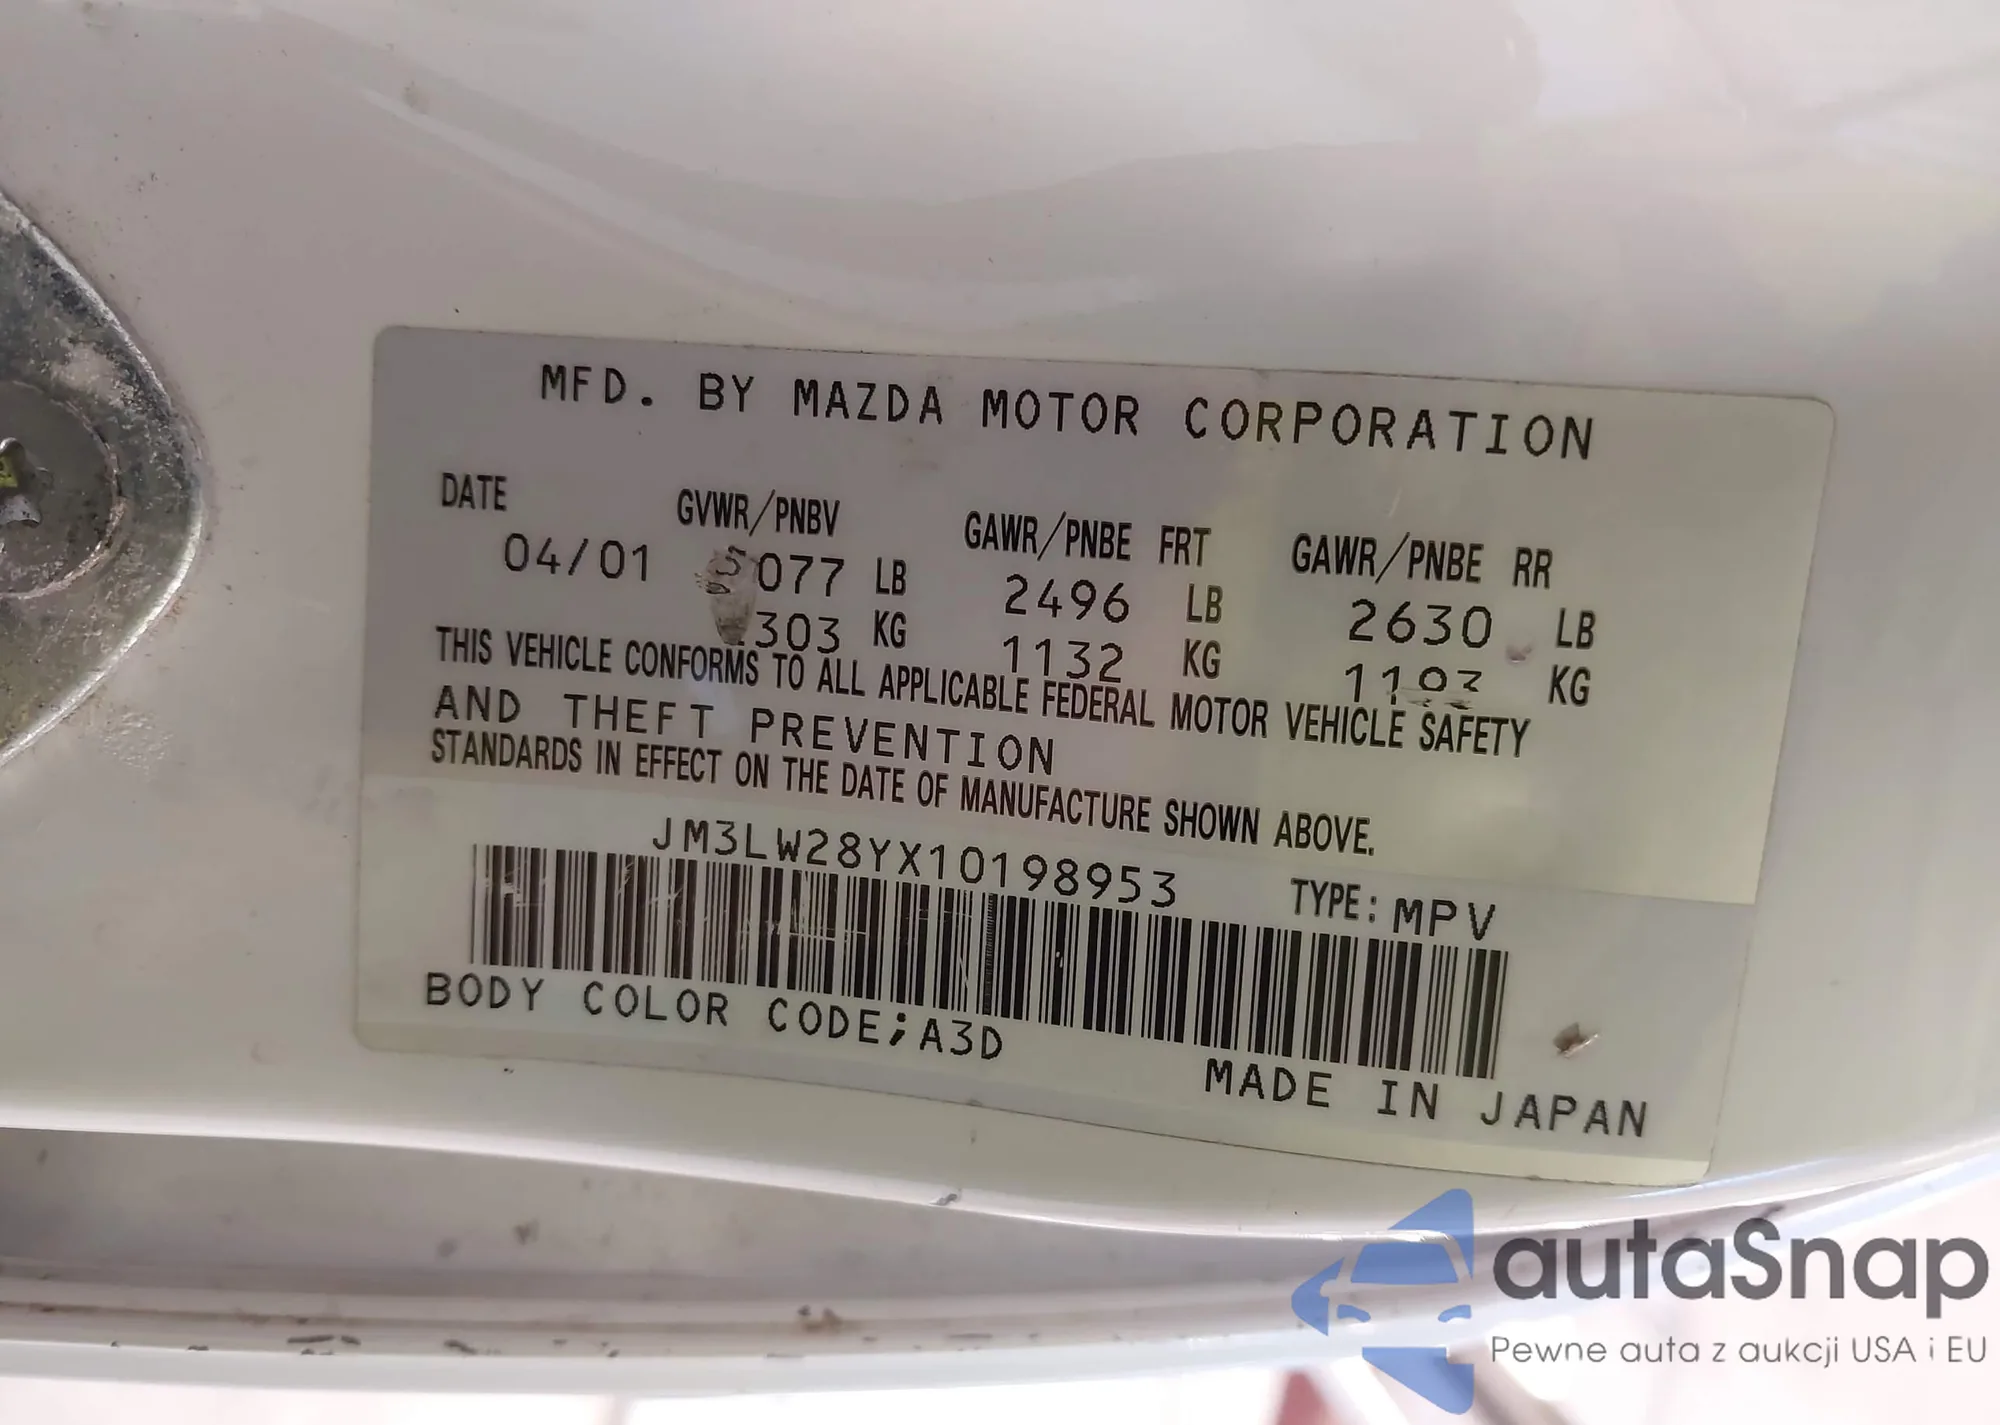 MFD. BY MAZDA MOTOR CORPORATION
DATE GVWR/PNBV GAWR/PNBE FRT GAWR/PNBE RR
04/01 5077 LB 2496 LB 2630 LB
KG 1132 KG KG
THIS VEHICLE CONFORMS TO ALL APPLICABLE FEDERAL MOTOR VEHICLE SAFETY
AND THEFT PREVENTION
STANDARDS IN EFFECT ON THE DATE OF MANUFACTURE SHOWN ABOVE.
JM3LW28YX10198953 TYPE: MPV
BODY COLOR CODE;A3D
MADE IN JAPAN
autaSnap
Pewne auta z aukcji USA i EU